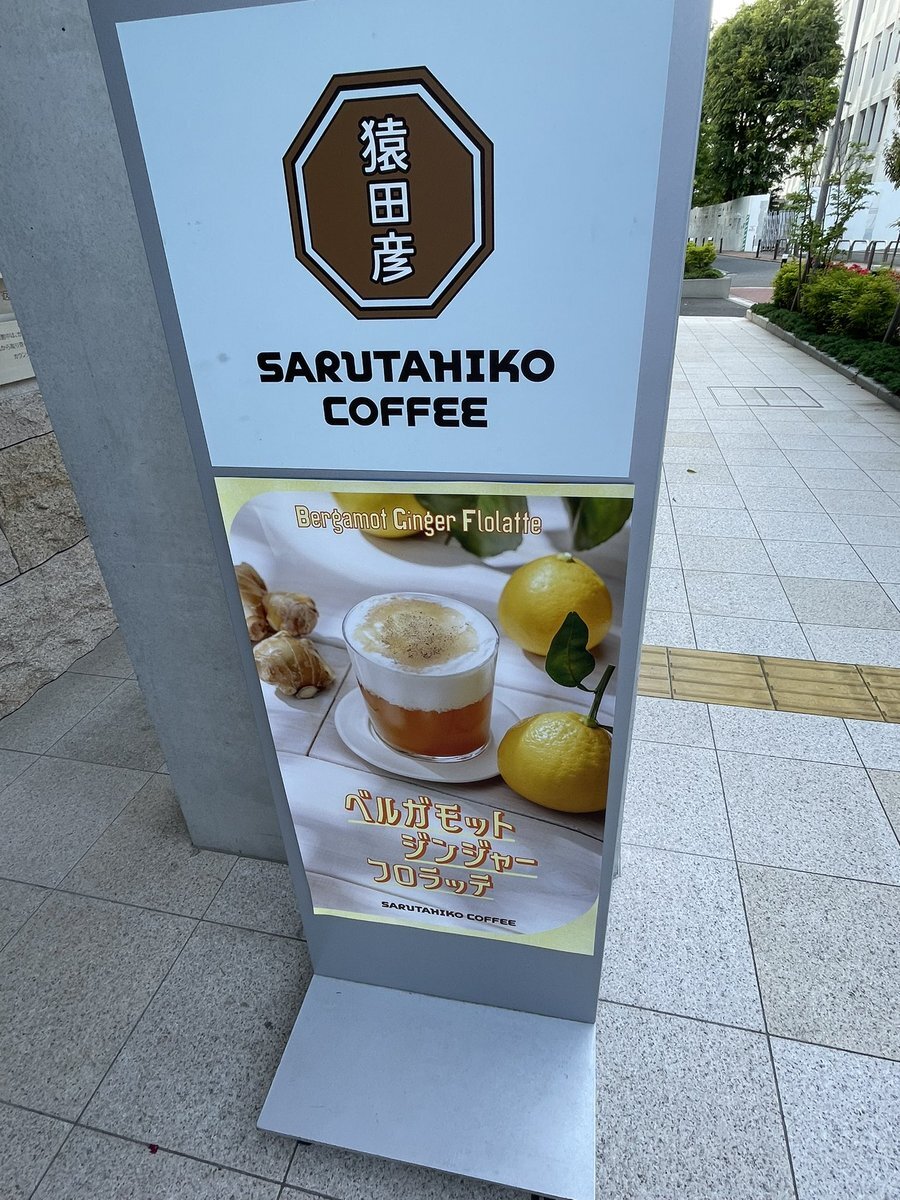 猿田彦
SARUTAHIKO
COFFEE
Bergamot Ginger Flolatte
ベルガモット
ジンジャー
フロラッテ
SARUTAHIKO COFFEE